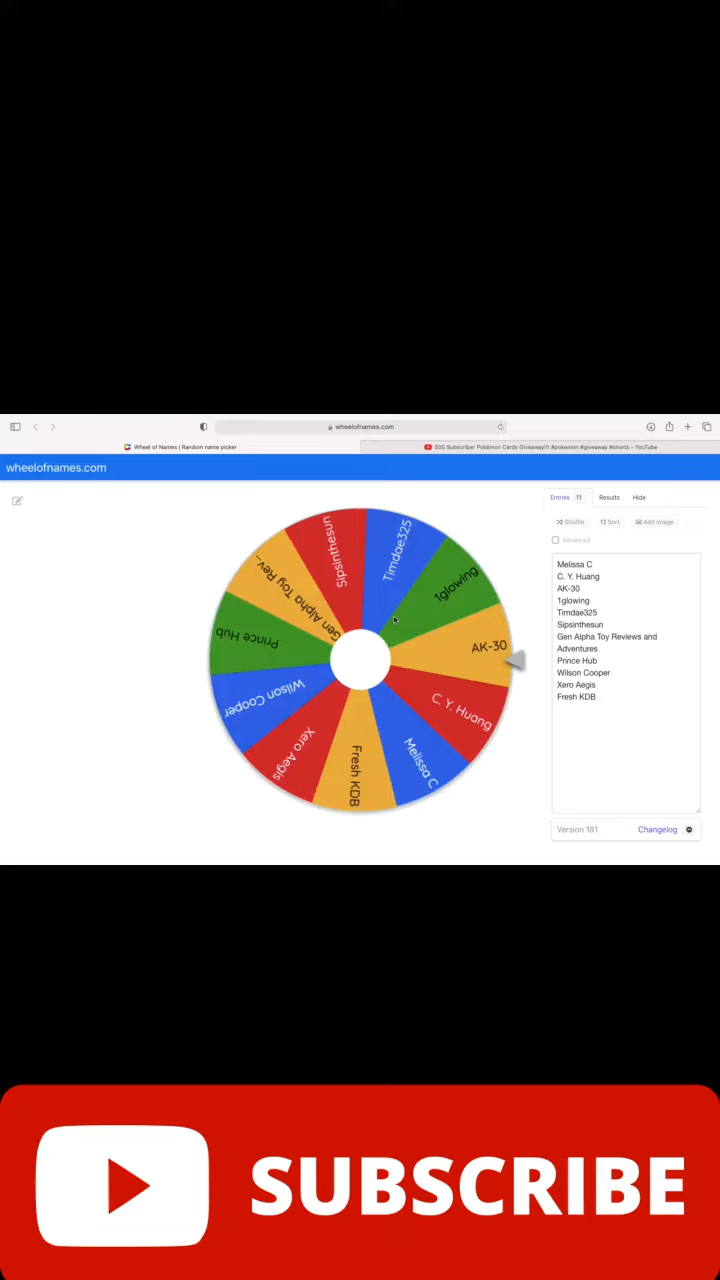 wheelofnames.com
Wheel of Names | Random name picker
500 Subscriber Pokémon Cards Giveaway!!! #pokemon #giveaway #shorts - YouTube
wheelofnames.com
Entries 11 Results Hide
Shuffle Sort Add image
Advanced
Melissa C
C. Y. Huang
AK-30
1glowing
Timdae325
Sipsinthesun
Gen Alpha Toy Reviews and
Adventures
Prince Hub
Wilson Cooper
Xero Aegis
Fresh KDB
Version 181 Changelog
Sipsinthesun
Timdae325
1glowing
AK-30
C. Y. Huang
Melissa C
Fresh KDB
Xero Aegis
Wilson Cooper
Prince Hub
Gen Alpha Toy Rev...
SUBSCRIBE